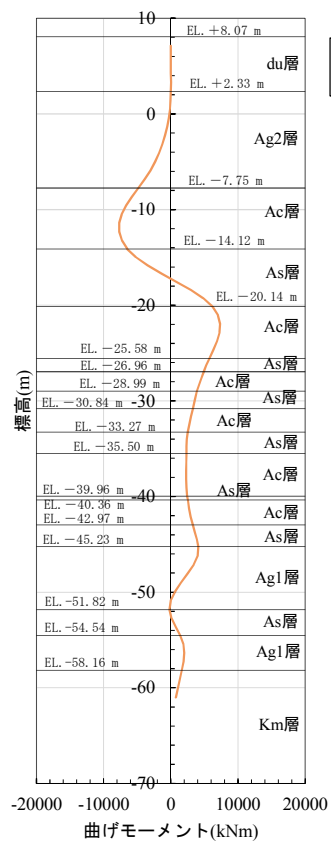 10
EL. +8.07 m
du層
EL. +2.33 m
0
Ag2層
EL. -7.75 m
-10
Ac層
EL. -14.12 m
As層
-20
EL. -20.14 m
Ac層
EL. -25.58 m
As層
EL. -26.96 m
Ac層
EL. -28.99 m
As層
-30
EL. -30.84 m
Ac層
EL. -33.27 m
As層
EL. -35.50 m
Ac層
EL. -39.96 m
As層
-40
EL. -40.36 m
Ac層
EL. -42.97 m
As層
EL. -45.23 m
Ag1層
-50
EL. -51.82 m
As層
EL. -54.54 m
Ag1層
EL. -58.16 m
-60
Km層
-70
標高(m)
-20000 -10000 0 10000 20000
曲げモーメント(kNm)